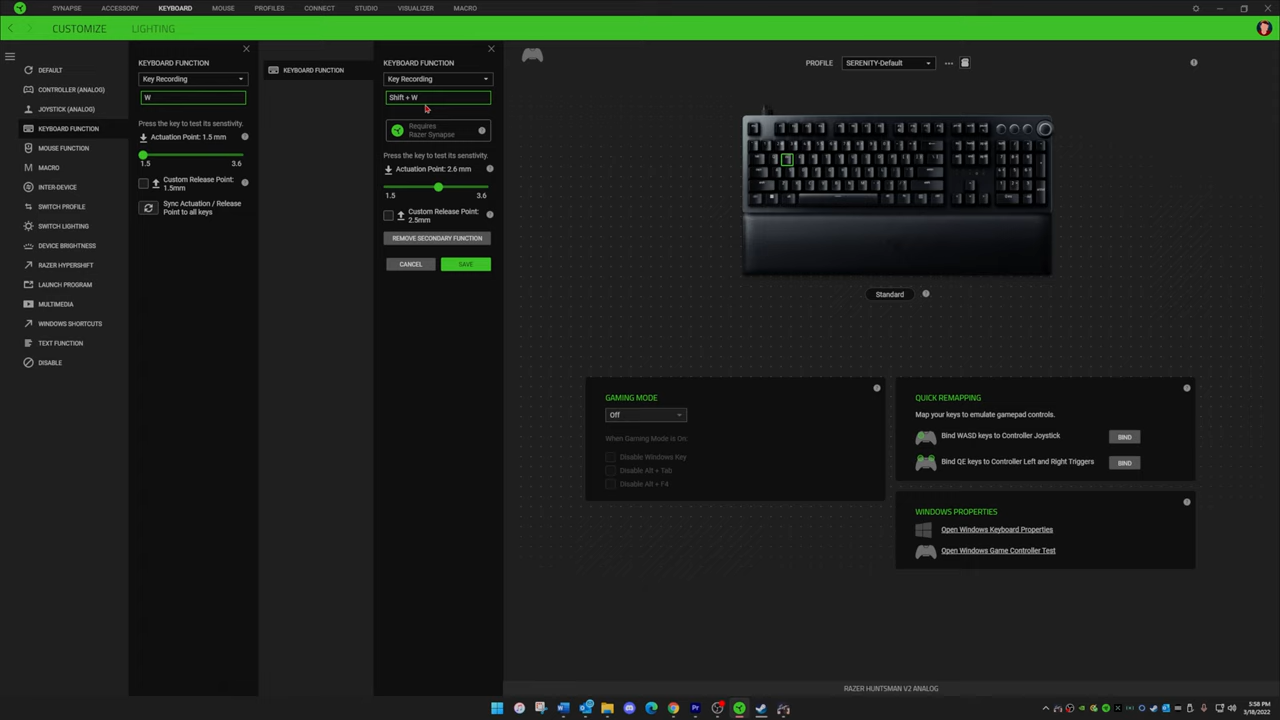 SYNAPSE ACCESSORY KEYBOARD MOUSE PROFILES CONNECT STUDIO VISUALIZER MACRO
CUSTOMIZE LIGHTING
DEFAULT
CONTROLLER (ANALOG)
JOYSTICK (ANALOG)
KEYBOARD FUNCTION
MOUSE FUNCTION
MACRO
INTER-DEVICE
SWITCH PROFILE
SWITCH LIGHTING
DEVICE BRIGHTNESS
RAZER HYPERSHIFT
LAUNCH PROGRAM
MULTIMEDIA
WINDOWS SHORTCUTS
TEXT FUNCTION
DISABLE
KEYBOARD FUNCTION
Key Recording
W
Press the key to test its sensitivity.
Actuation Point: 1.5 mm
1.5 3.6
Custom Release Point:
1.5mm
Sync Actuation / Release
Point to all keys
KEYBOARD FUNCTION
KEYBOARD FUNCTION
Key Recording
Shift + W
Requires
Razer Synapse
Press the key to test its sensitivity.
Actuation Point: 2.6 mm
1.5 3.6
Custom Release Point:
2.5mm
REMOVE SECONDARY FUNCTION
CANCEL SAVE
PROFILE SERENITY-Default
Standard
GAMING MODE
Off
When Gaming Mode is On:
Disable Windows Key
Disable Alt + Tab
Disable Alt + F4
QUICK REMAPPING
Map your keys to emulate gamepad controls.
Bind WASD keys to Controller Joystick BIND
Bind QE keys to Controller Left and Right Triggers BIND
WINDOWS PROPERTIES
Open Windows Keyboard Properties
Open Windows Game Controller Test
RAZER HUNTSMAN V2 ANALOG
5:58 PM
3/18/2022